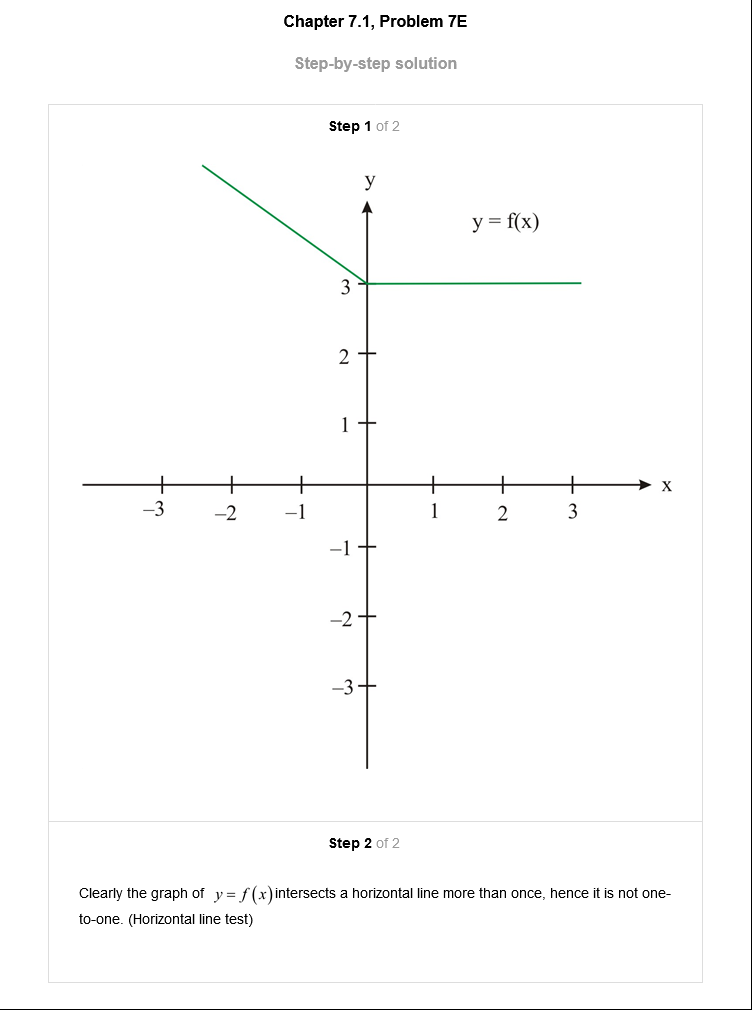 Chapter 7.1, Problem 7E
Step-by-step solution
Step 1 of 2
y
y = f(x)
3
2
1
x
–3
–2
–1
1
2
3
–1
–2
–3
Step 2 of 2
Clearly the graph of y = f(x) intersects a horizontal line more than once, hence it is not one-
to-one. (Horizontal line test)